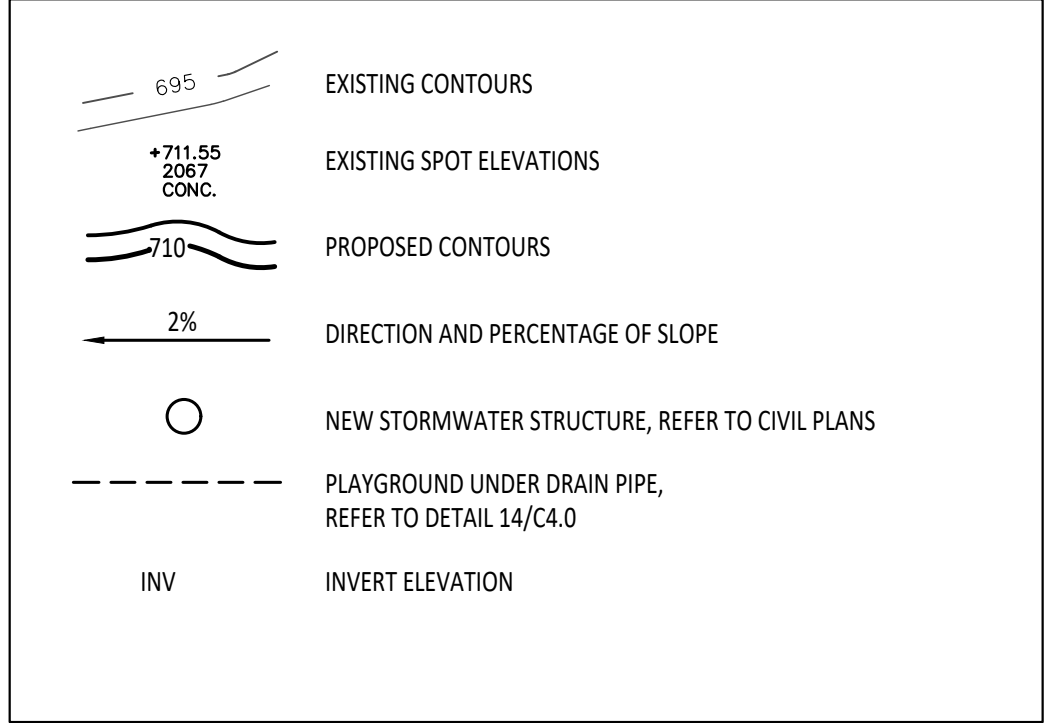 695 EXISTING CONTOURS
+711.55
2067
CONC.
EXISTING SPOT ELEVATIONS
710 PROPOSED CONTOURS
2% DIRECTION AND PERCENTAGE OF SLOPE
NEW STORMWATER STRUCTURE, REFER TO CIVIL PLANS
PLAYGROUND UNDER DRAIN PIPE,
REFER TO DETAIL 14/C4.0
INV INVERT ELEVATION